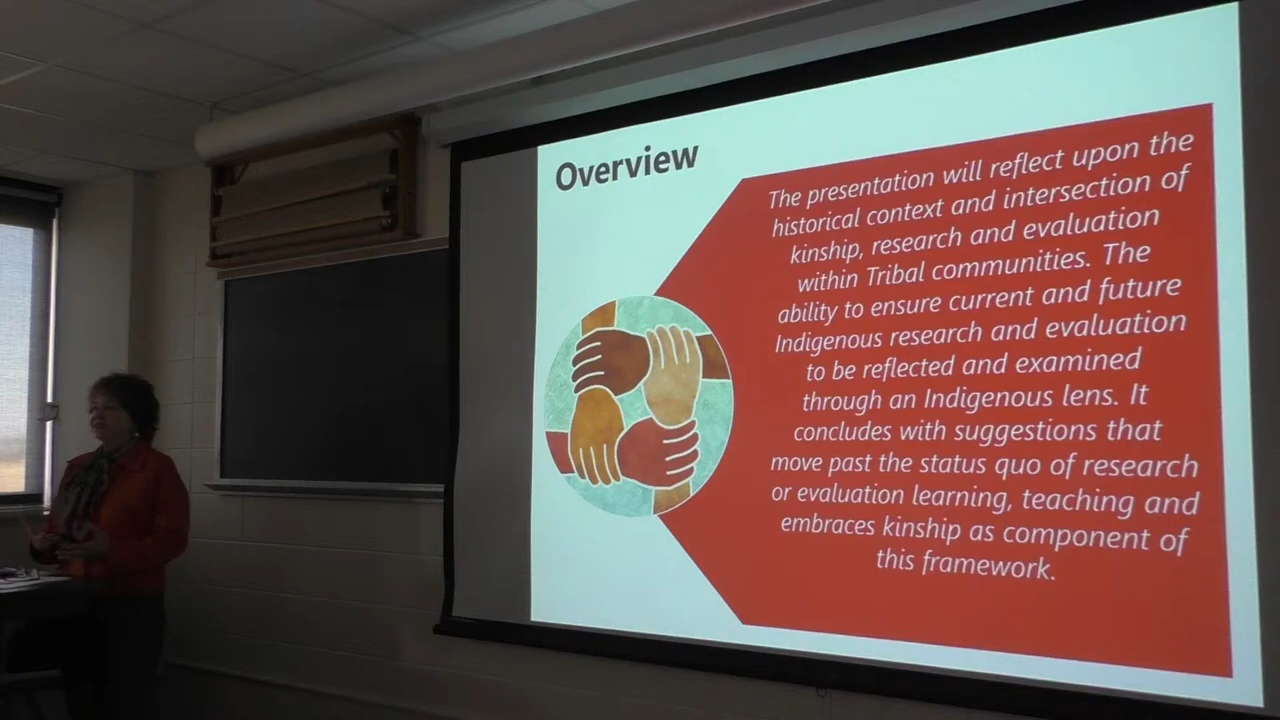 Overview
The presentation will reflect upon the
historical context and intersection of
kinship, research and evaluation
within Tribal communities. The
ability to ensure current and future
Indigenous research and evaluation
to be reflected and examined
through an Indigenous lens. It
concludes with suggestions that
move past the status quo of research
or evaluation learning, teaching and
embraces kinship as component of
this framework.